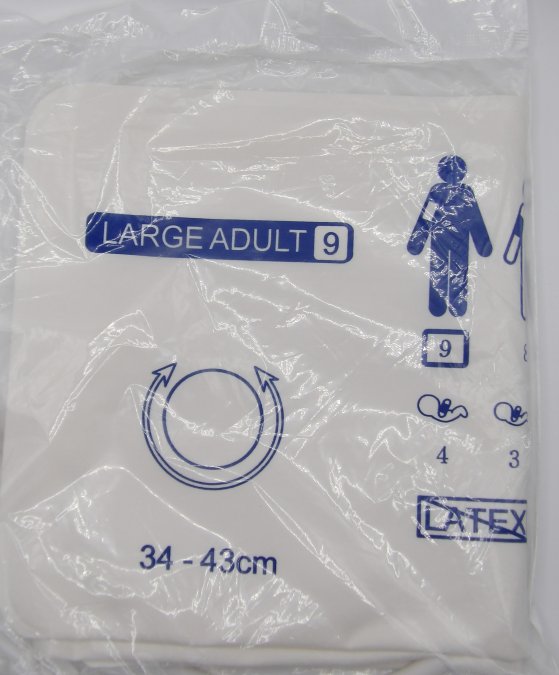 LARGE ADULT 9
9
4 3
LATEX
34 - 43cm